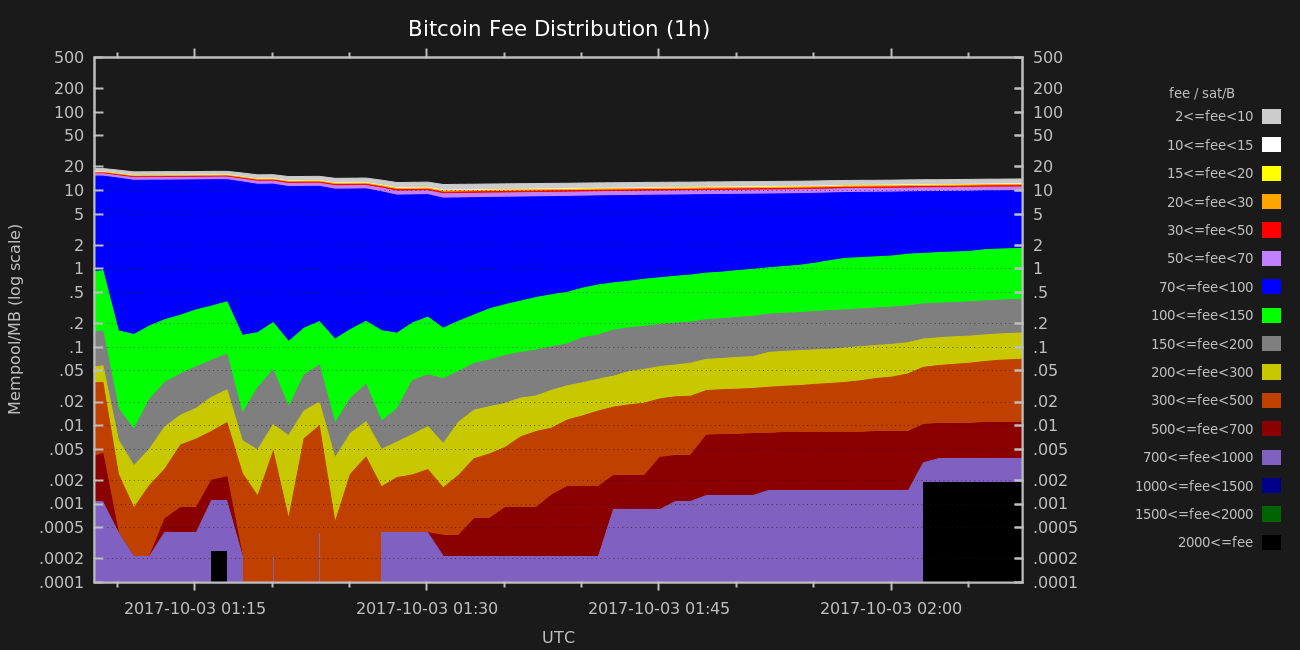 Bitcoin Fee Distribution (1h)
Mempool/MB (log scale)
500
200
100
50
20
10
5
2
1
.5
.2
.1
.05
.02
.01
.005
.002
.001
.0005
.0002
.0001
500
200
100
50
20
10
5
2
1
.5
.2
.1
.05
.02
.01
.005
.002
.001
.0005
.0002
.0001
2017-10-03 01:15 2017-10-03 01:30 2017-10-03 01:45 2017-10-03 02:00
UTC
fee / sat/B
2<=fee<10
10<=fee<15
15<=fee<20
20<=fee<30
30<=fee<50
50<=fee<70
70<=fee<100
100<=fee<150
150<=fee<200
200<=fee<300
300<=fee<500
500<=fee<700
700<=fee<1000
1000<=fee<1500
1500<=fee<2000
2000<=fee